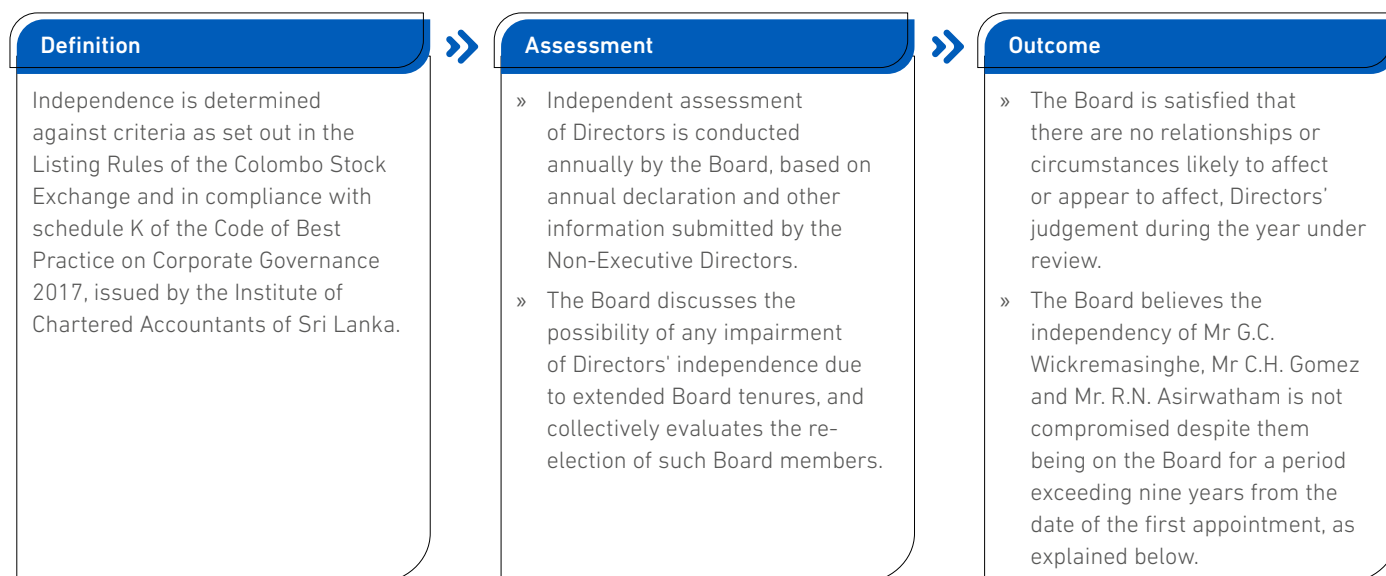 Definition
Independence is determined
against criteria as set out in the
Listing Rules of the Colombo Stock
Exchange and in compliance with
schedule K of the Code of Best
Practice on Corporate Governance
2017, issued by the Institute of
Chartered Accountants of Sri Lanka.
Assessment
» Independent assessment
of Directors is conducted
annually by the Board, based on
annual declaration and other
information submitted by the
Non-Executive Directors.
» The Board discusses the
possibility of any impairment
of Directors' independence due
to extended Board tenures, and
collectively evaluates the re-
election of such Board members.
Outcome
» The Board is satisfied that
there are no relationships or
circumstances likely to affect
or appear to affect, Directors’
judgement during the year under
review.
» The Board believes the
independency of Mr G.C.
Wickremasinghe, Mr C.H. Gomez
and Mr. R.N. Asirwatham is not
compromised despite them
being on the Board for a period
exceeding nine years from the
date of the first appointment, as
explained below.